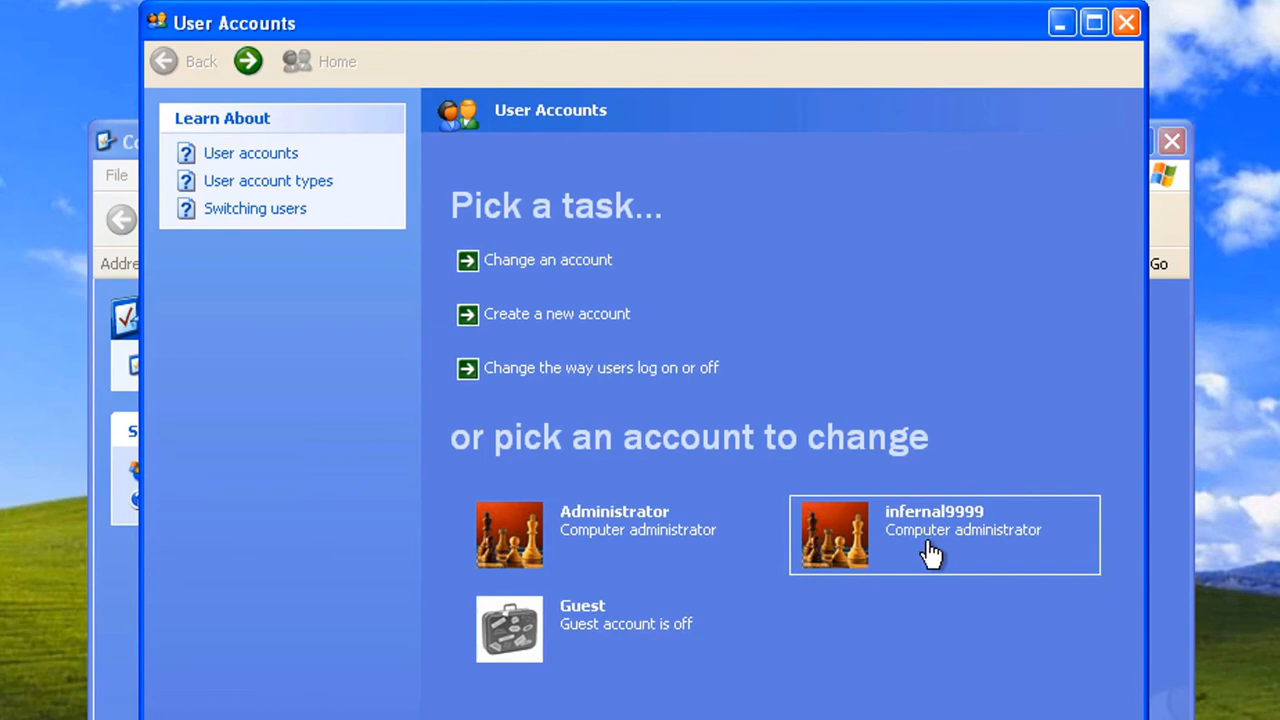 User Accounts
Back
Home
Learn About
User accounts
User account types
Switching users
User Accounts
Pick a task...
Change an account
Create a new account
Change the way users log on or off
or pick an account to change
Administrator
Computer administrator
infernal9999
Computer administrator
Guest
Guest account is off
File
Go